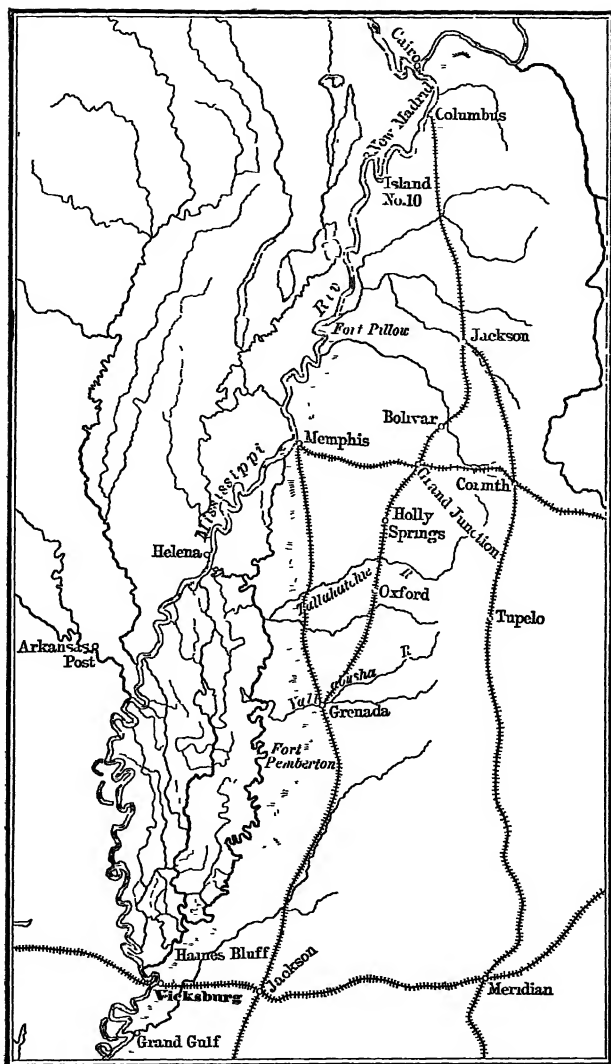 Cairo
New Madrid
Columbus
Island
No.10
Riv
Fort Pillow
Jackson
Bolivar
Memphis
Mississippi
Corinth
Grand Junction
Holly
Springs
Helena
Tallahatchie R
Oxford
Tupelo
Arkansas
Post
Yallabusha R
Grenada
Fort
Pemberton
Haines Bluff
Jackson
Vicksburg
Meridian
Grand Gulf